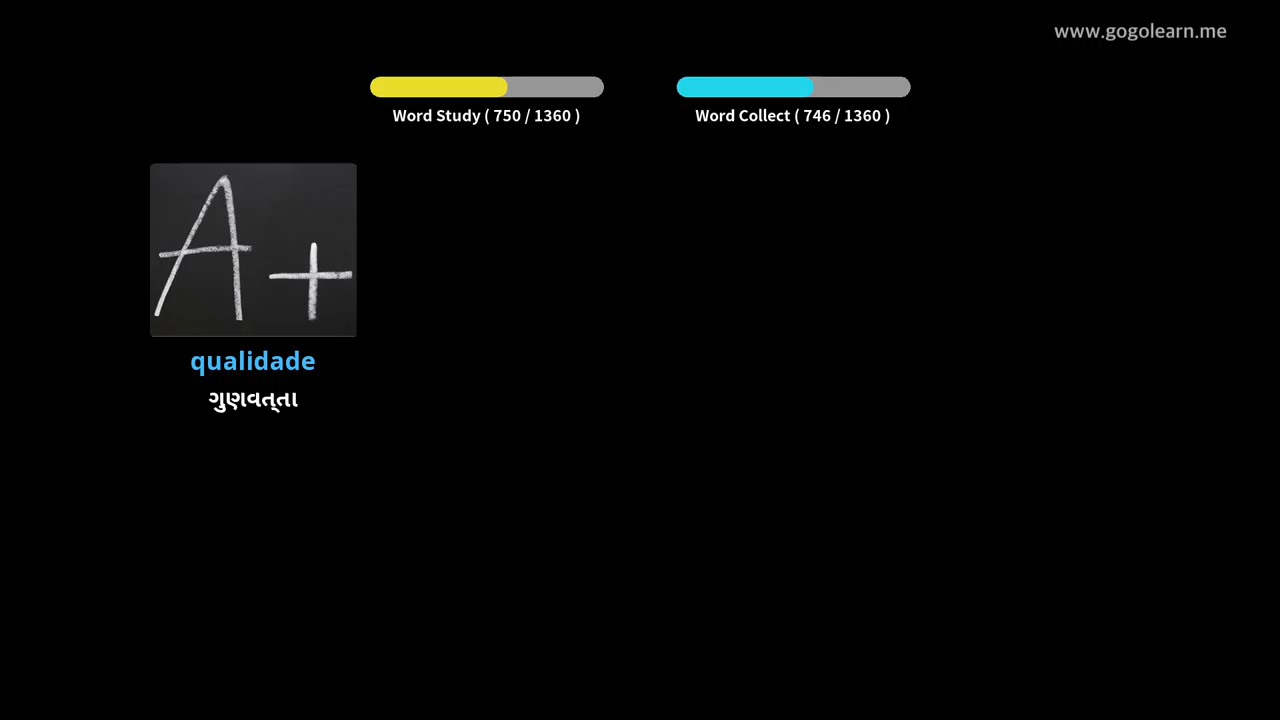 www.gogolearn.me
Word Study ( 750 / 1360 )
Word Collect ( 746 / 1360 )
A+
qualidade
ગુણવત્તા